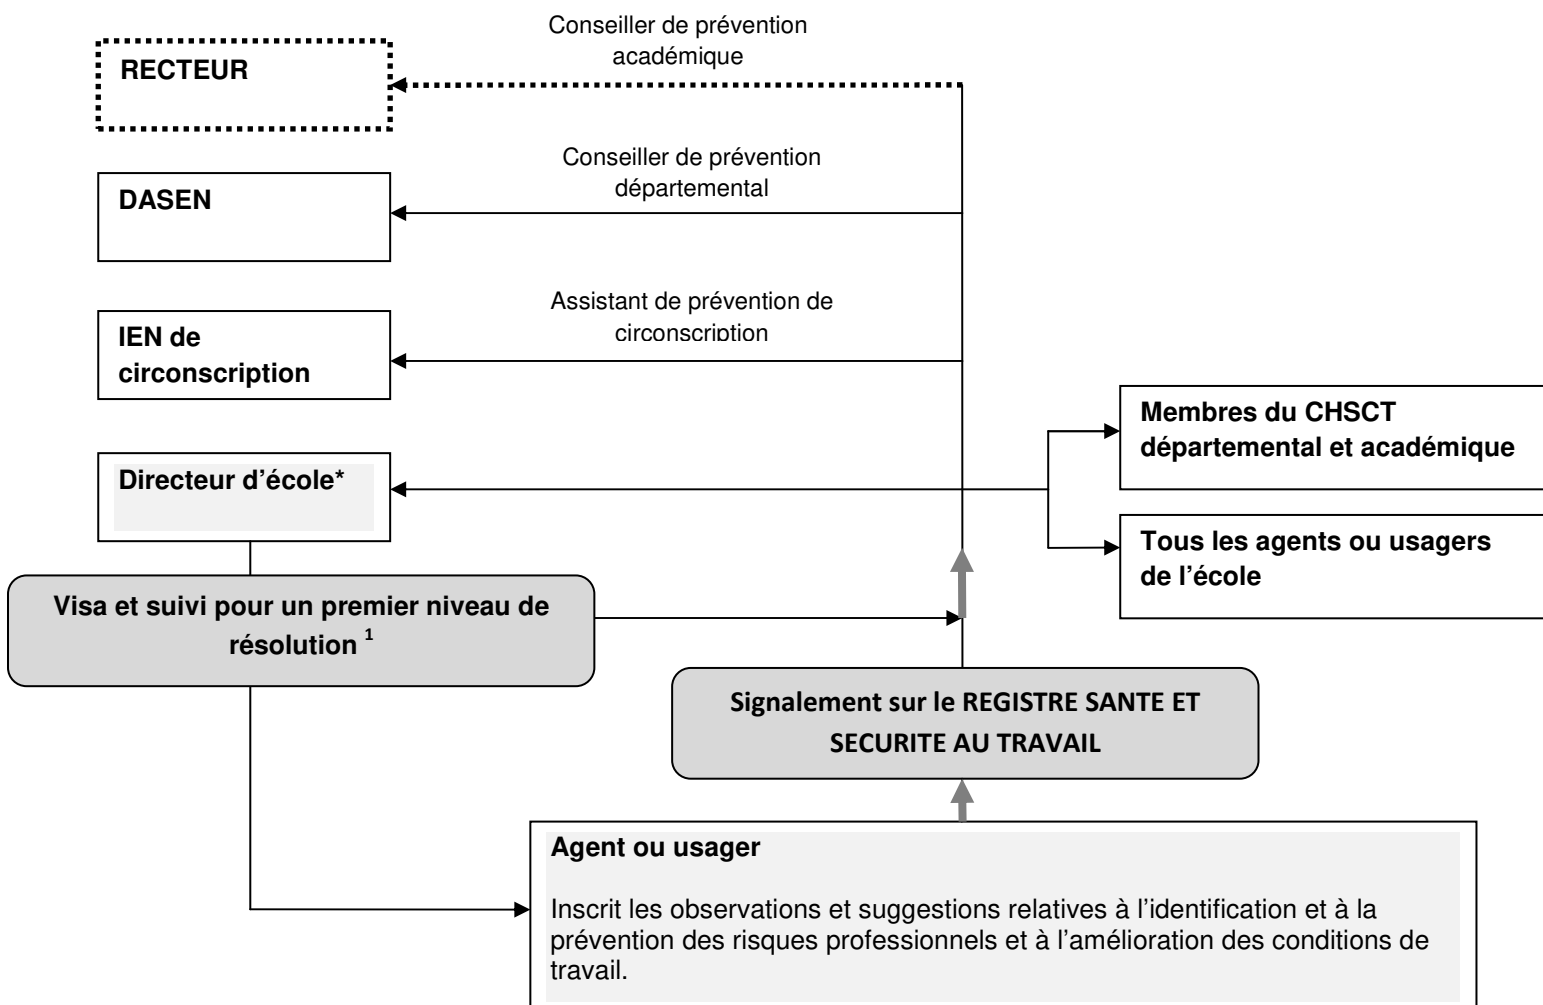 Conseiller de prévention
académique
RECTEUR
Conseiller de prévention
départemental
DASEN
Assistant de prévention de
circonscription
IEN de
circonscription
Membres du CHSCT
départemental et académique
Directeur d'école*
Tous les agents ou usagers
de l'école
Visa et suivi pour un premier niveau de
résolution 1
Signalement sur le REGISTRE SANTE ET
SECURITE AU TRAVAIL
Agent ou usager
Inscrit les observations et suggestions relatives à l'identification et à la
prévention des risques professionnels et à l'amélioration des conditions de
travail.